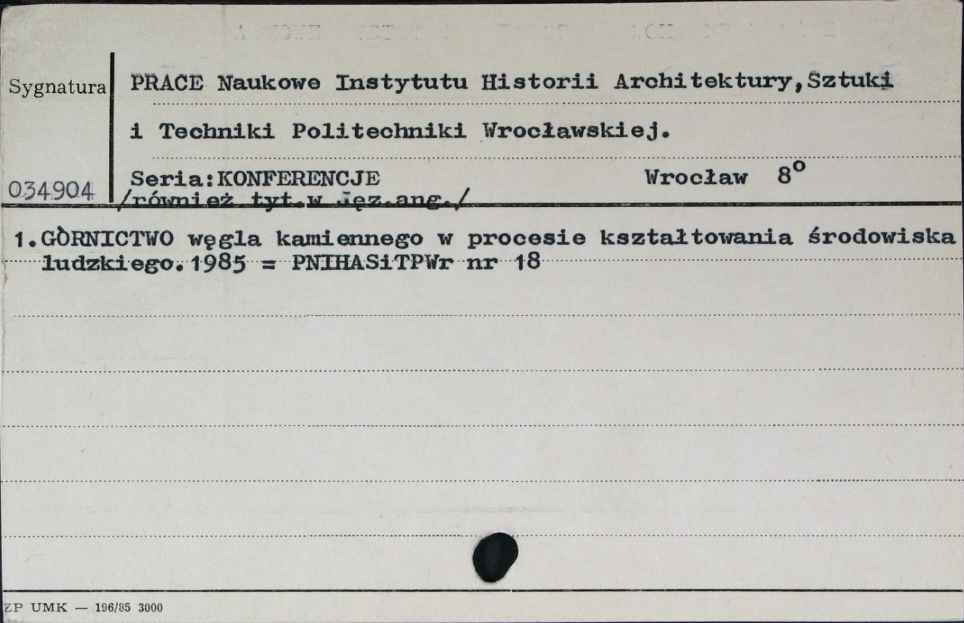 Sygnatura PRACE Naukowe Instytutu Historii Architektury,Sztuki
i Techniki Politechniki Wrocławskiej.
034904 Seria:KONFERENCJE Wrocław 8°
/również tyt.w jęz.ang./
1.GÒRNICTWO węgla kamiennego w procesie kształtowania środowiska
ludzkiego.1985 = PNIHASiTPWr nr 18
ZP UMK — 196/85 3000